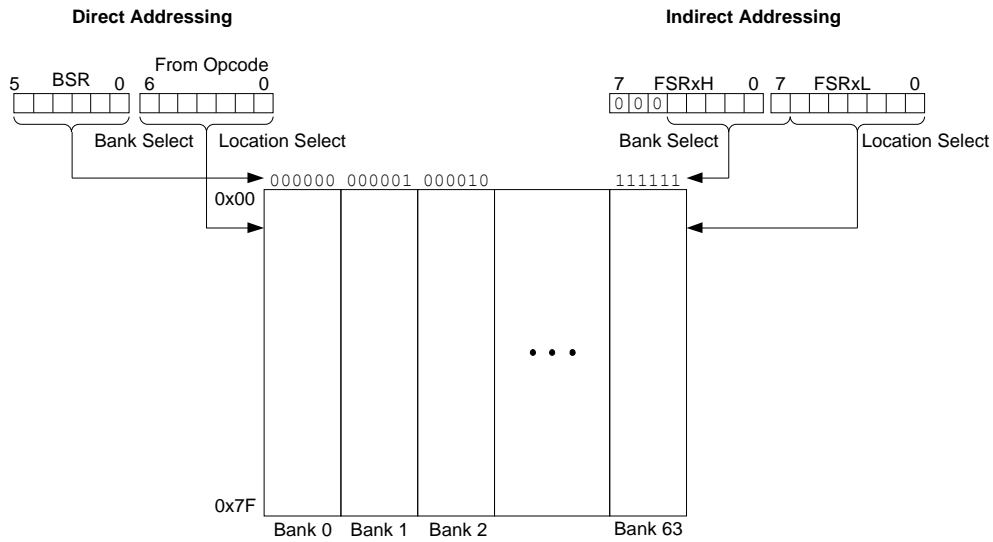 Direct Addressing Indirect Addressing
From Opcode
5 BSR 0 6 0 7 FSRxH 0 7 FSRxL 0
0 0 0
Bank Select Location Select Bank Select Location Select
000000 000001 000010 111111
0x00
• • •
0x7F
Bank 0 Bank 1 Bank 2 Bank 63